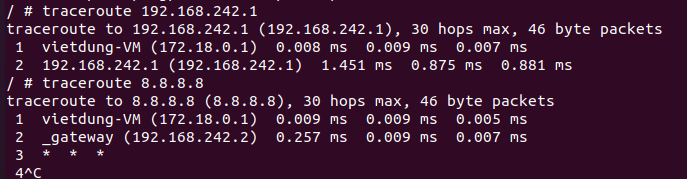 / # traceroute 192.168.242.1
traceroute to 192.168.242.1 (192.168.242.1), 30 hops max, 46 byte packets
 1  vietdung-VM (172.18.0.1)  0.008 ms  0.009 ms  0.007 ms
 2  192.168.242.1 (192.168.242.1)  1.451 ms  0.875 ms  0.881 ms
/ # traceroute 8.8.8.8
traceroute to 8.8.8.8 (8.8.8.8), 30 hops max, 46 byte packets
 1  vietdung-VM (172.18.0.1)  0.009 ms  0.009 ms  0.005 ms
 2  _gateway (192.168.242.2)  0.257 ms  0.009 ms  0.007 ms
 3  *  *  *
 4^C